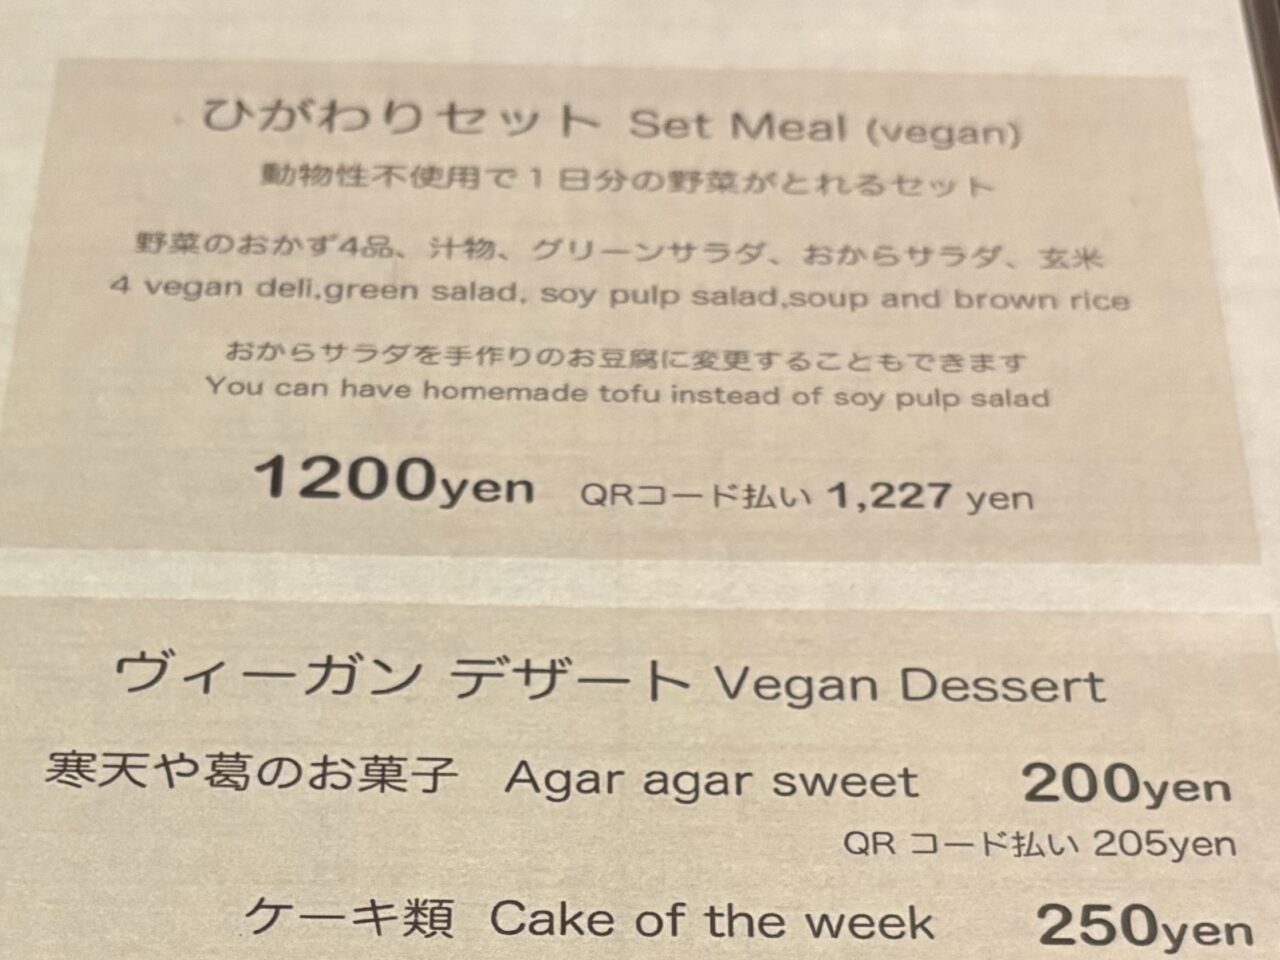 ひがわりセット Set Meal (vegan)
動物性不使用で1日分の野菜がとれるセット
野菜のおかず4品、汁物、グリーンサラダ、おからサラダ、玄米
4 vegan deli,green salad, soy pulp salad,soup and brown rice
おからサラダを手作りのお豆腐に変更することもできます
You can have homemade tofu instead of soy pulp salad
1200yen QRコード払い 1,227 yen
ヴィーガン デザート Vegan Dessert
寒天や葛のお菓子 Agar agar sweet 200yen
QR コード払い 205yen
ケーキ類 Cake of the week 250yen